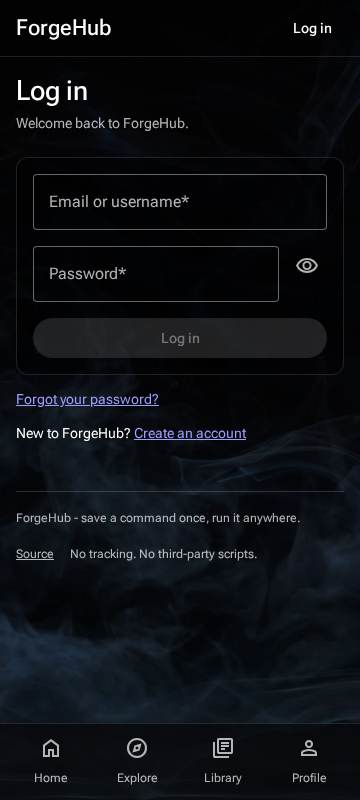 ForgeHub
Log in
Log in
Welcome back to ForgeHub.
Email or username*
Password*
Log in
Forgot your password?
New to ForgeHub? Create an account
ForgeHub - save a command once, run it anywhere.
Source No tracking. No third-party scripts.
Home Explore Library Profile